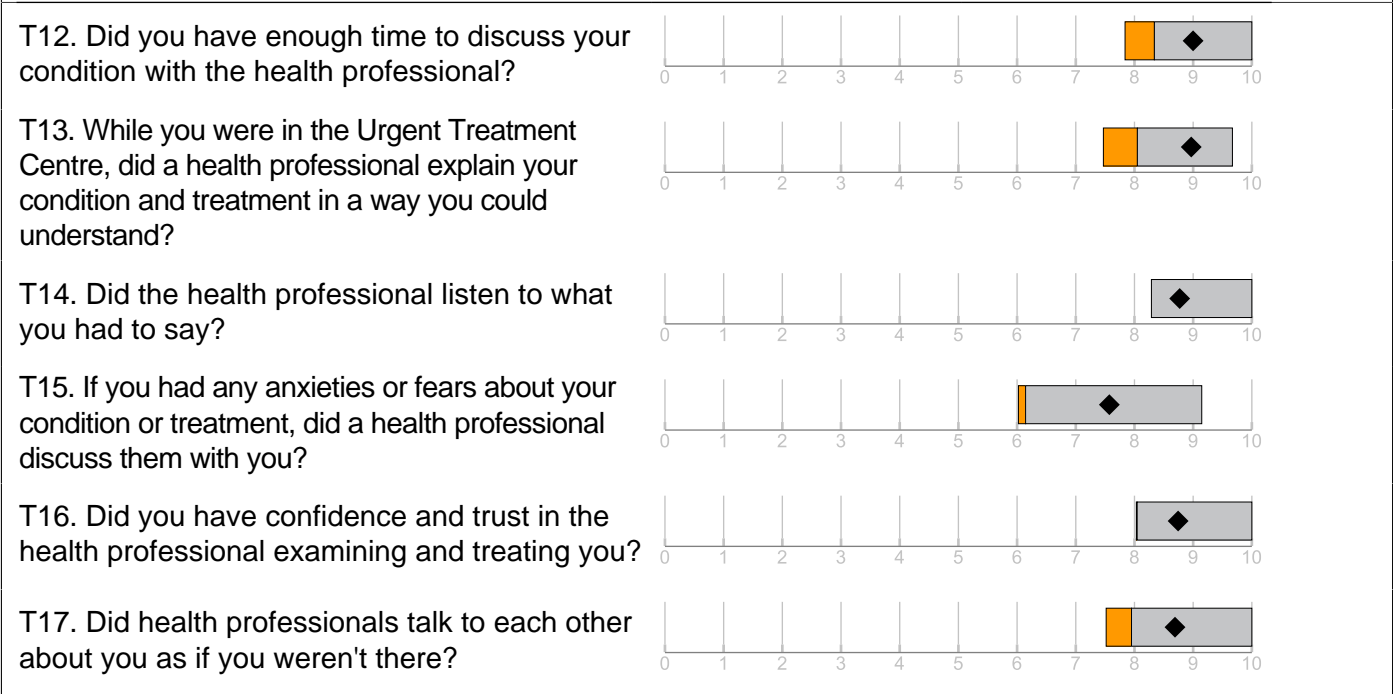 T12. Did you have enough time to discuss your
condition with the health professional?
0 1 2 3 4 5 6 7 8 9 10
T13. While you were in the Urgent Treatment
Centre, did a health professional explain your
condition and treatment in a way you could
understand?
0 1 2 3 4 5 6 7 8 9 10
T14. Did the health professional listen to what
you had to say?
0 1 2 3 4 5 6 7 8 9 10
T15. If you had any anxieties or fears about your
condition or treatment, did a health professional
discuss them with you?
0 1 2 3 4 5 6 7 8 9 10
T16. Did you have confidence and trust in the
health professional examining and treating you?
0 1 2 3 4 5 6 7 8 9 10
T17. Did health professionals talk to each other
about you as if you weren't there?
0 1 2 3 4 5 6 7 8 9 10